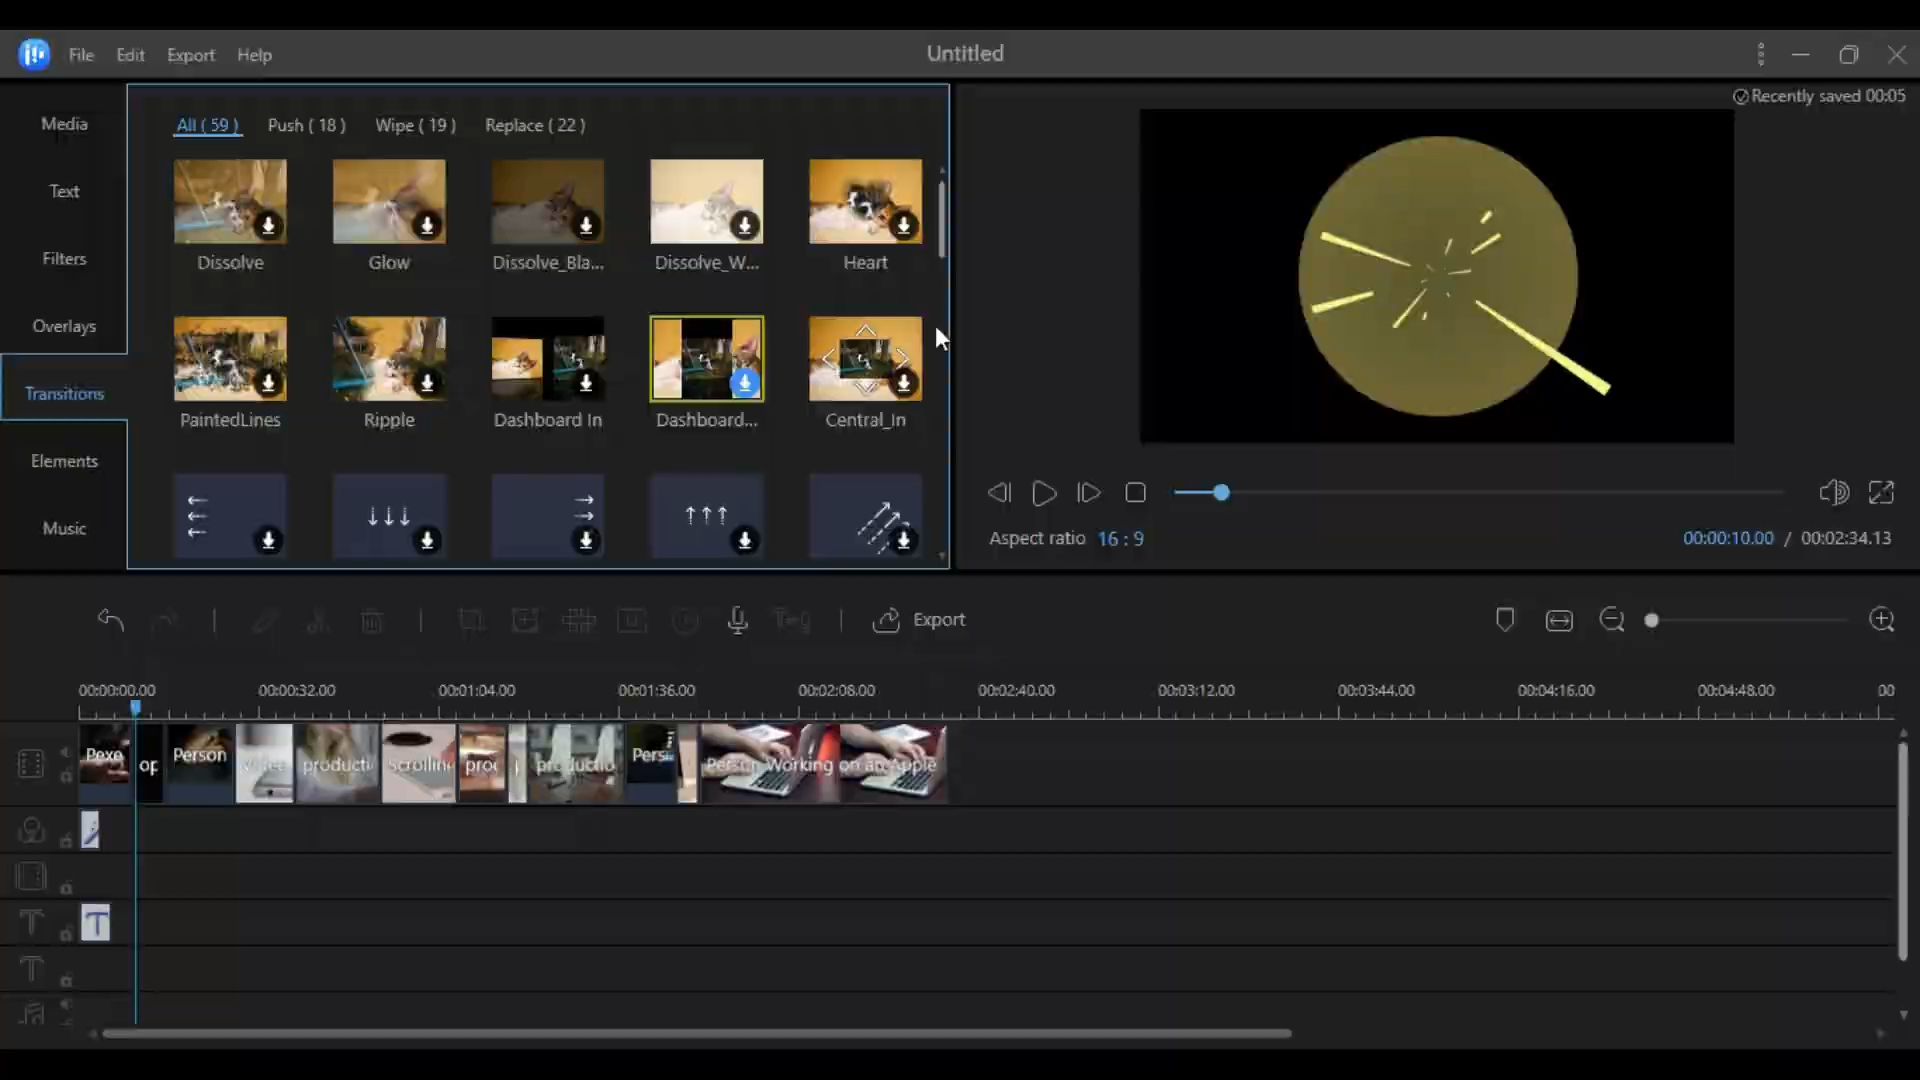 File Edit Export Help
Untitled
Recently saved 00:05
Media
Text
Filters
Overlays
Transitions
Elements
Music
All ( 59 ) Push ( 18 ) Wipe ( 19 ) Replace ( 22 )
Dissolve Glow Dissolve_Bla... Dissolve_W... Heart
PaintedLines Ripple Dashboard In Dashboard... Central_In
Aspect ratio 16 : 9
00:00:10.00 / 00:02:34.13
Export
00:00:00.00 00:00:32.00 00:01:04.00 00:01:36.00 00:02:08.00 00:02:40.00 00:03:12.00 00:03:44.00 00:04:16.00 00:04:48.00 00
Pexe op Person producti Scrolling proc productio Pers Person Working on an Apple